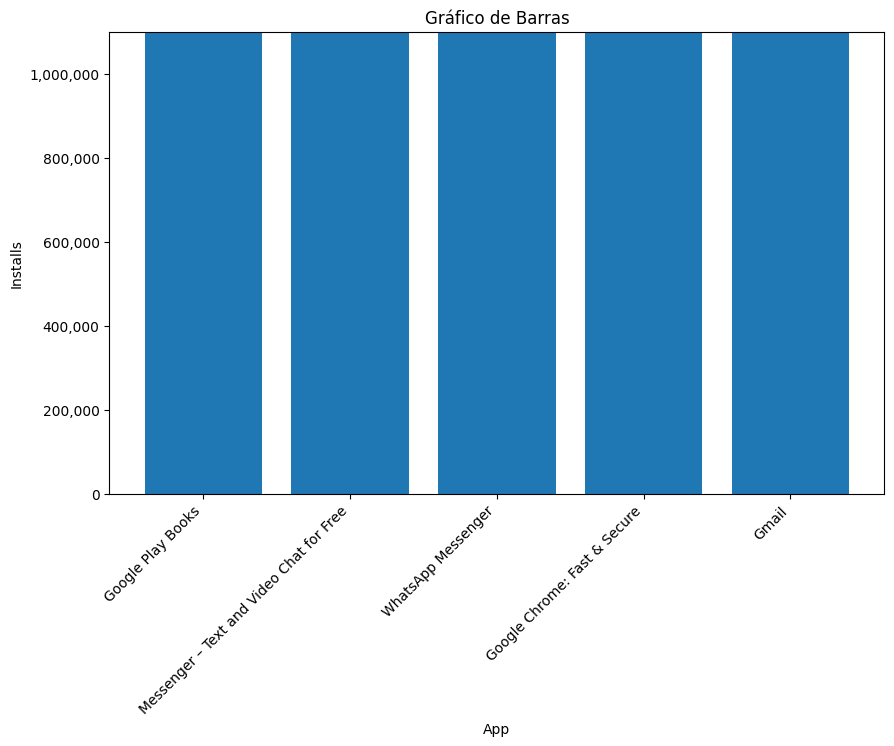 Gráfico de Barras
1,000,000
800,000
600,000
400,000
200,000
0
Installs
Google Play Books
Messenger – Text and Video Chat for Free
WhatsApp Messenger
Google Chrome: Fast & Secure
Gmail
App